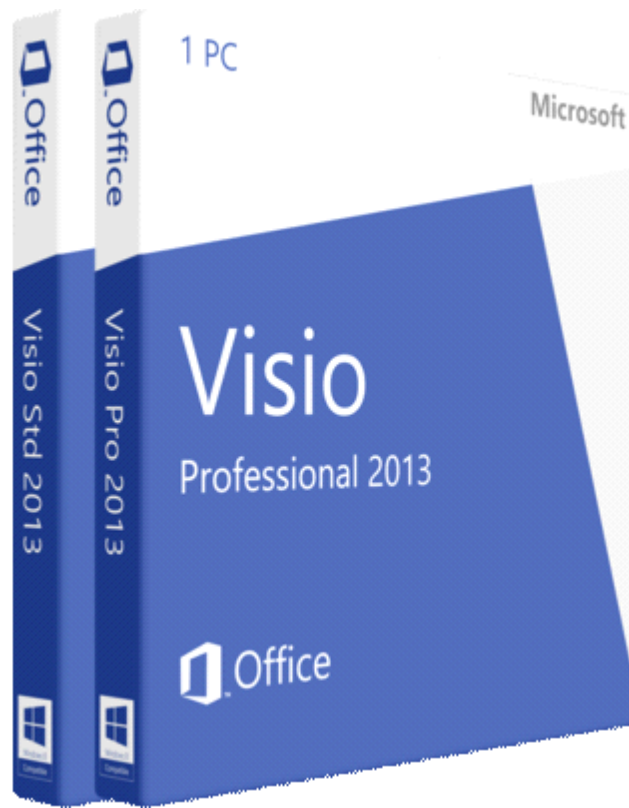 Office
Visio Std 2013
Office
Visio Pro 2013
1 PC
Microsoft
Visio
Professional 2013
Office